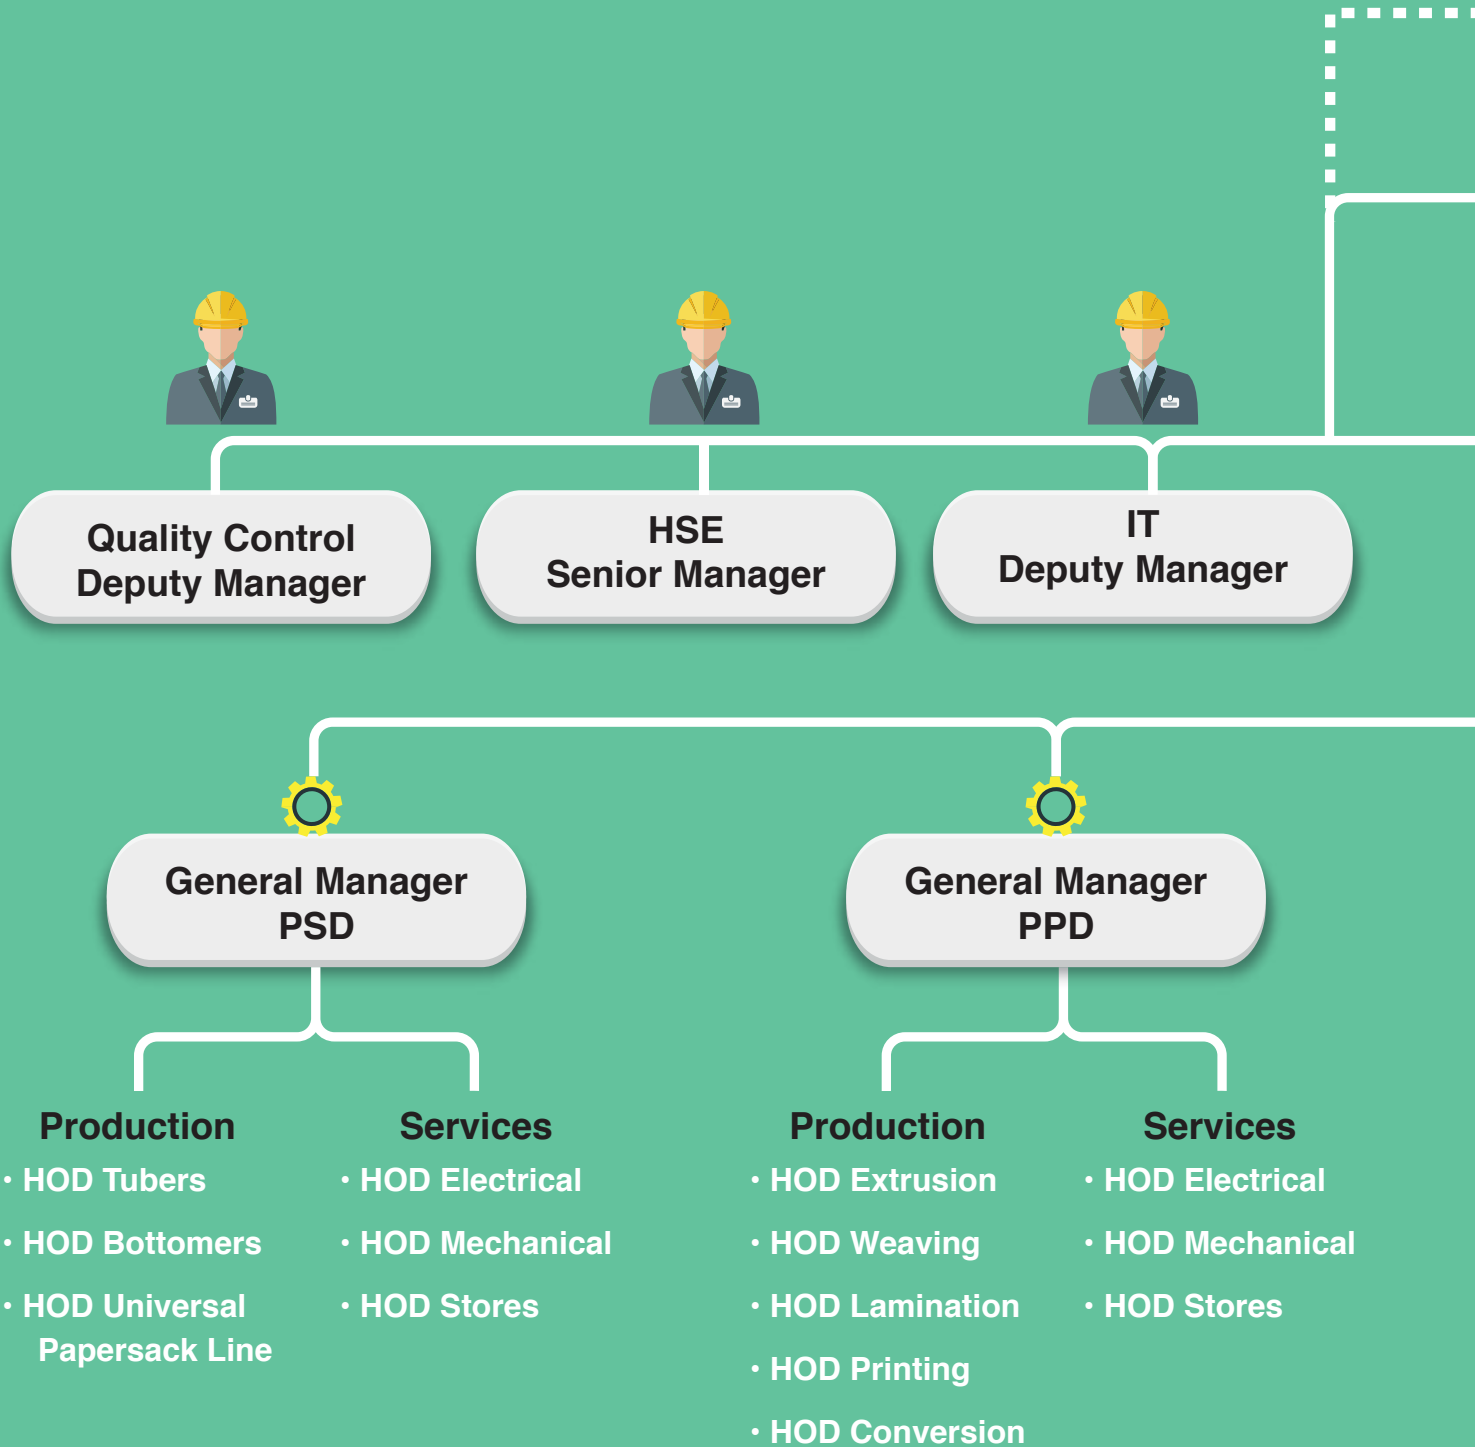 Quality Control
Deputy Manager
HSE
Senior Manager
IT
Deputy Manager
General Manager
PSD
General Manager
PPD
Production
• HOD Tubers
• HOD Bottomers
• HOD Universal
Papersack Line
Services
• HOD Electrical
• HOD Mechanical
• HOD Stores
Production
• HOD Extrusion
• HOD Weaving
• HOD Lamination
• HOD Printing
• HOD Conversion
Services
• HOD Electrical
• HOD Mechanical
• HOD Stores